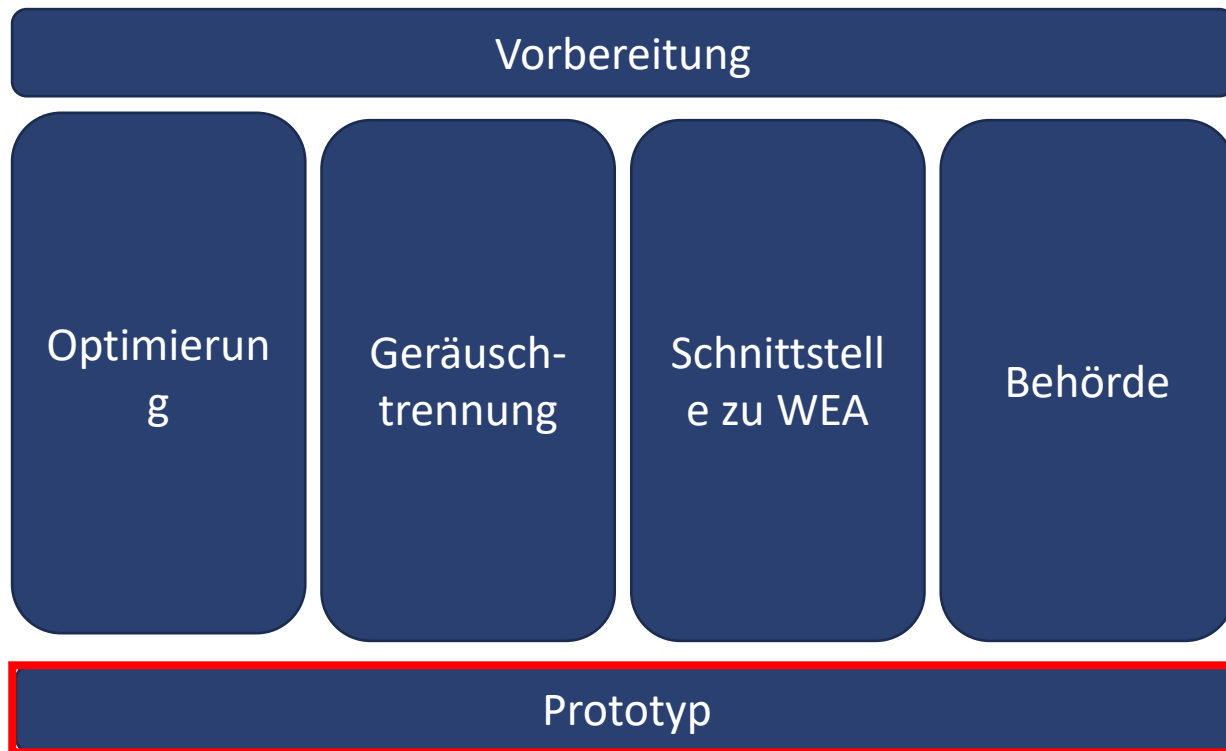 Vorbereitung
Optimierun
g
Geräusch-
trennung
Schnittstell
e zu WEA
Behörde
Prototyp